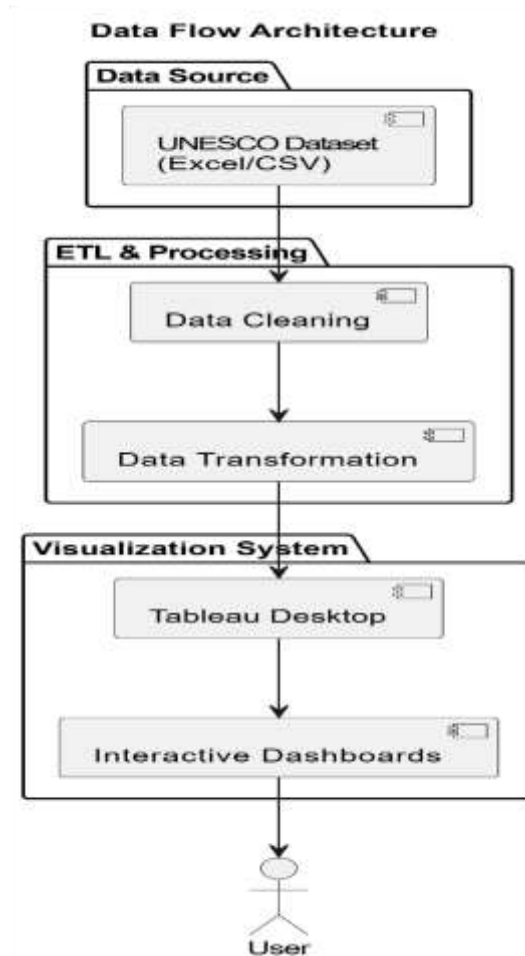 Data Flow Architecture
Data Source
UNESCO Dataset
(Excel/CSV)
ETL & Processing
Data Cleaning
Data Transformation
Visualization System
Tableau Desktop
Interactive Dashboards
User